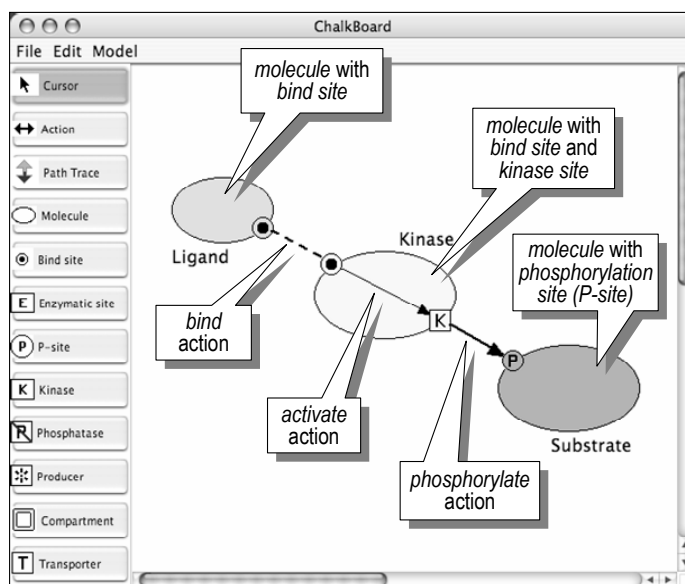 ChalkBoard
File Edit Model
Cursor
Action
Path Trace
Molecule
Bind site
E Enzymatic site
P P-site
K Kinase
R Phosphatase
Producer
Compartment
T Transporter
molecule with
bind site
molecule with
bind site and
kinase site
Ligand
Kinase
molecule with
phosphorylation
site (P-site)
bind
action
K
P
activate
action
Substrate
phosphorylate
action